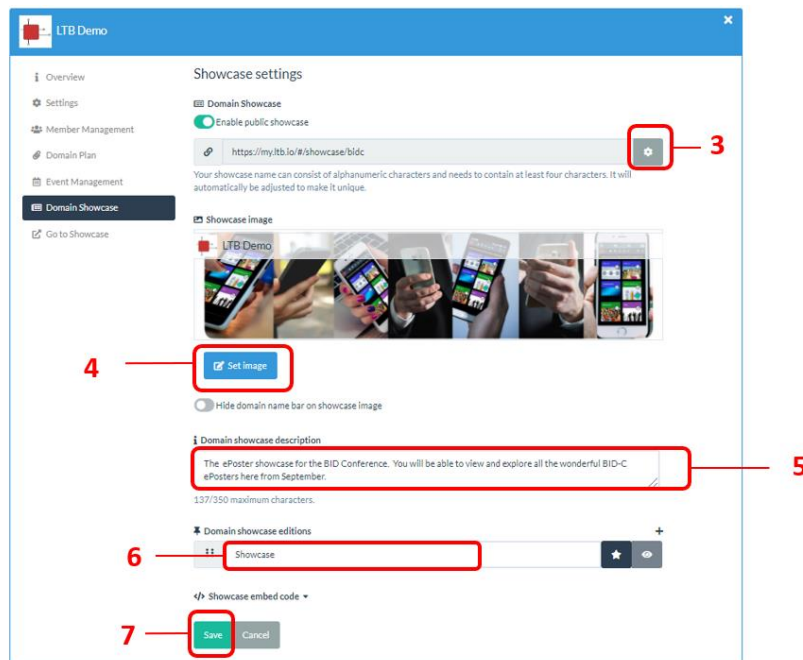 LTB Demo
×
Overview
Settings
Member Management
Domain Plan
Event Management
Domain Showcase
Go to Showcase
Showcase settings
Domain Showcase
Enable public showcase
https://my.ltb.io/#/showcase/bidc
3
Your showcase name can consist of alphanumeric characters and needs to contain at least four characters. It will
automatically be adjusted to make it unique.
Showcase image
LTB Demo
4
Set image
Hide domain name bar on showcase image
Domain showcase description
The ePoster showcase for the BID Conference. You will be able to view and explore all the wonderful BID-C
ePosters here from September.
5
137/350 maximum characters.
Domain showcase editions
+
6
Showcase
</> Showcase embed code
7
Save
Cancel